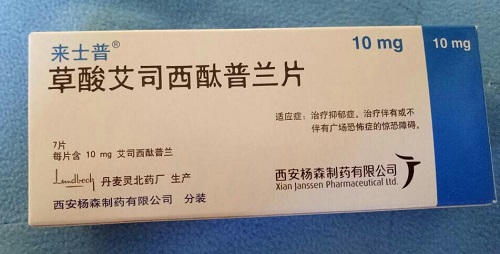 来士普®
10 mg
10 mg
草酸艾司西酞普兰片
适应症：治疗抑郁症。治疗伴有或不
伴有广场恐怖症的惊恐障碍。
7片
每片含 10 mg 艾司西酞普兰
Lundbeck 丹麦灵北药厂 生产
西安杨森制药有限公司 分装
西安杨森制药有限公司
Xian Janssen Pharmaceutical Ltd.